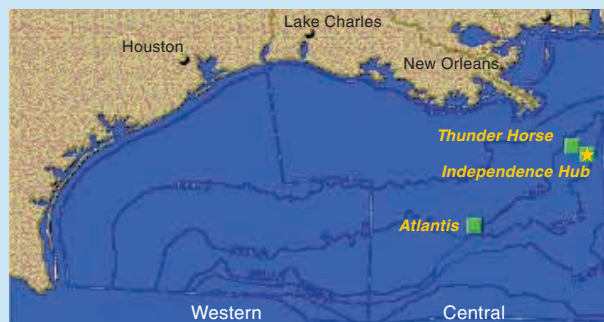 Lake Charles
Houston
New Orleans
Thunder Horse
Independence Hub
Atlantis
Western
Central